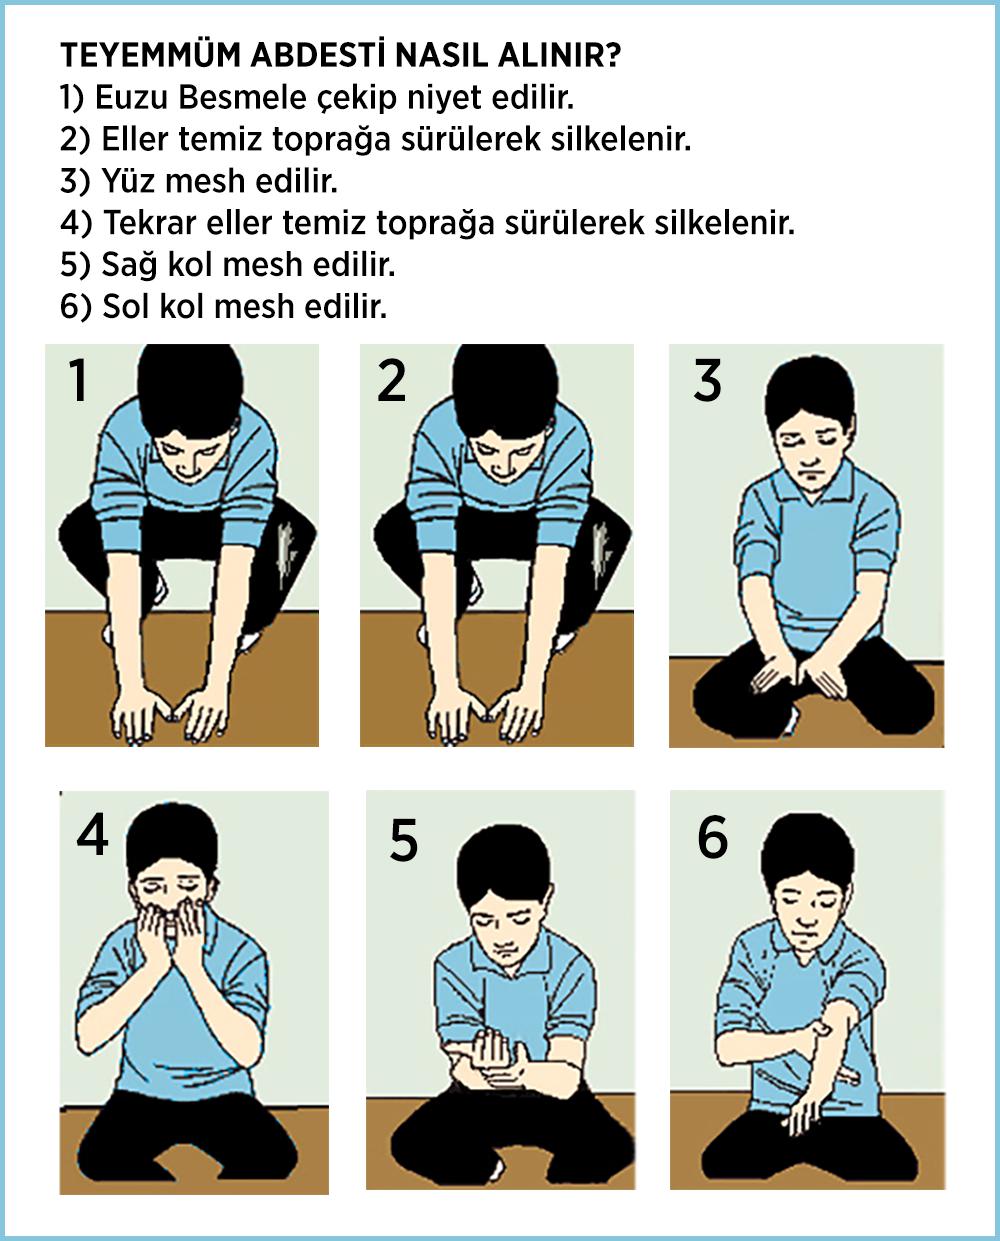 TEYEMMÜM ABDESTİ NASIL ALINIR?
1) Euzu Besmele çekip niyet edilir.
2) Eller temiz toprağa sürülerek silkelenir.
3) Yüz mesh edilir.
4) Tekrar eller temiz toprağa sürülerek silkelenir.
5) Sağ kol mesh edilir.
6) Sol kol mesh edilir.
1
2
3
4
5
6